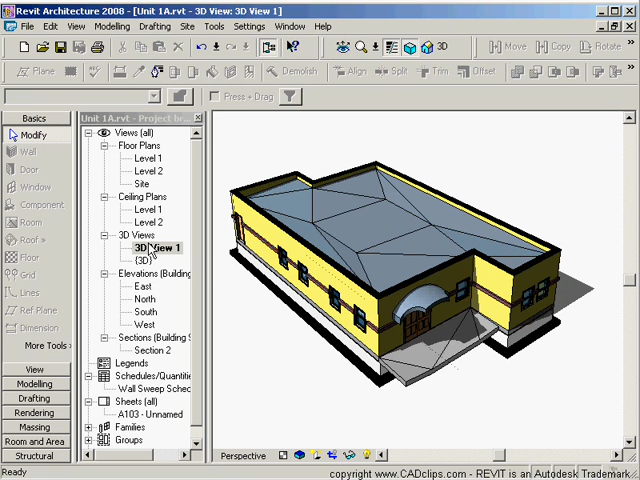 Revit Architecture 2008 - [Unit 1A.rvt - 3D View: 3D View 1]
File Edit View Modelling Drafting Site Tools Settings Window Help
3D Move Copy Rotate
Plane Demolish Align Split Trim Offset
Press + Drag
Basics
Modify
Wall
Door
Window
Component
Room
Roof »
Floor
Grid
Lines
Ref Plane
Dimension
More Tools
View
Modelling
Drafting
Rendering
Massing
Room and Area
Structural
Unit 1A.rvt - Project br
Views (all)
Floor Plans
Level 1
Level 2
Site
Ceiling Plans
Level 1
Level 2
3D Views
3D View 1
{3D}
Elevations (Building
East
North
South
West
Sections (Building S
Section 2
Legends
Schedules/Quantitie
Wall Sweep Sched
Sheets (all)
A103 - Unnamed
Families
Groups
Perspective
Ready
copyright www.CADclips.com - REVIT is an Autodesk Trademark